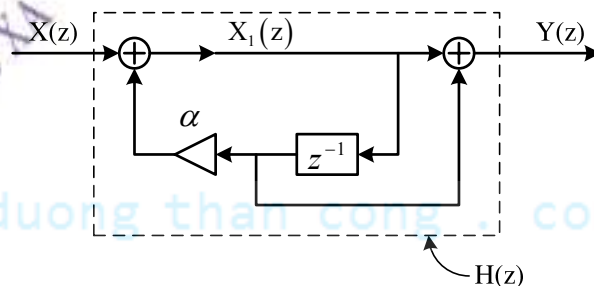 X(z)
X₁(z)
Y(z)
α
z⁻¹
duong than cong . co
H(z)